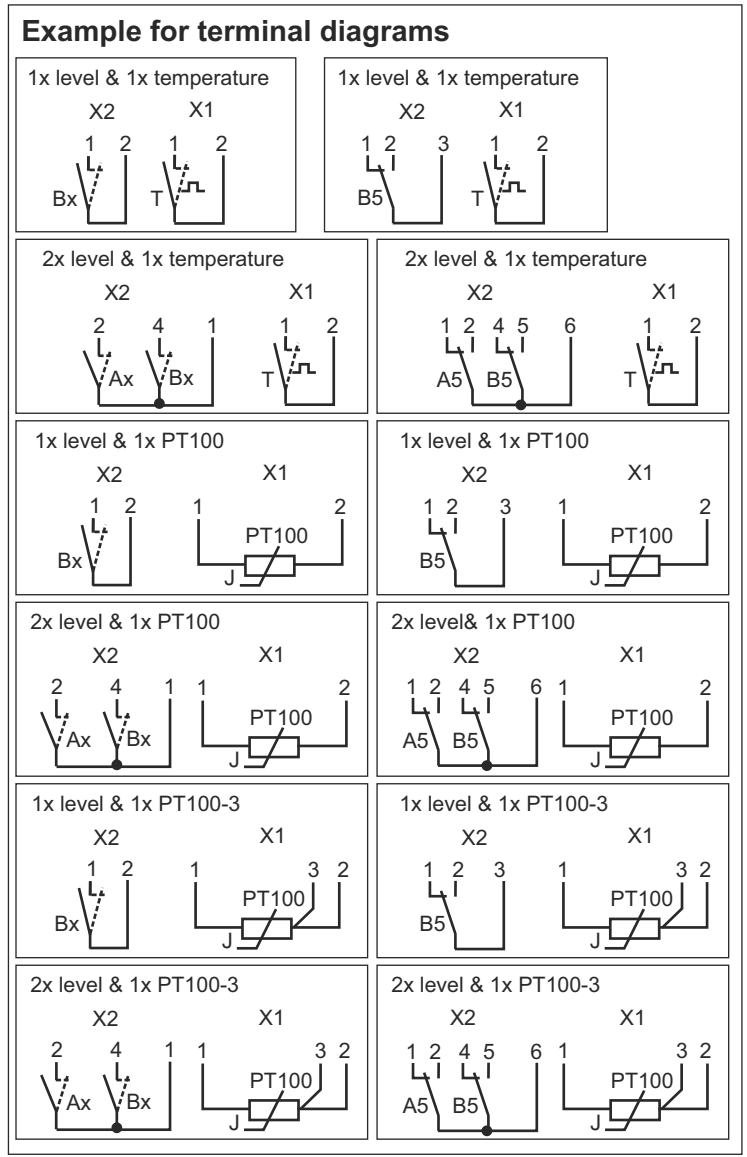 Example for terminal diagrams
1x level & 1x temperature
X2 X1
1 2 1 2
Bx T
1x level & 1x temperature
X2 X1
1 2 3 1 2
B5 T
2x level & 1x temperature
X2 X1
2 4 1 1 2
Ax Bx T
2x level & 1x temperature
X2 X1
1 2 4 5 6 1 2
A5 B5 T
1x level & 1x PT100
X2 X1
1 2 1 2
PT100
Bx
J
1x level & 1x PT100
X2 X1
1 2 3 1 2
PT100
B5
J
2x level & 1x PT100
X2 X1
2 4 1 1 2
PT100
Ax Bx
J
2x level& 1x PT100
X2 X1
1 2 4 5 6 1 2
PT100
A5 B5
J
1x level & 1x PT100-3
X2 X1
1 2 1 3 2
PT100
Bx
J
1x level & 1x PT100-3
X2 X1
1 2 3 1 3 2
PT100
B5
J
2x level & 1x PT100-3
X2 X1
2 4 1 1 3 2
PT100
Ax Bx
J
2x level & 1x PT100-3
X2 X1
1 2 4 5 6 1 3 2
PT100
A5 B5
J